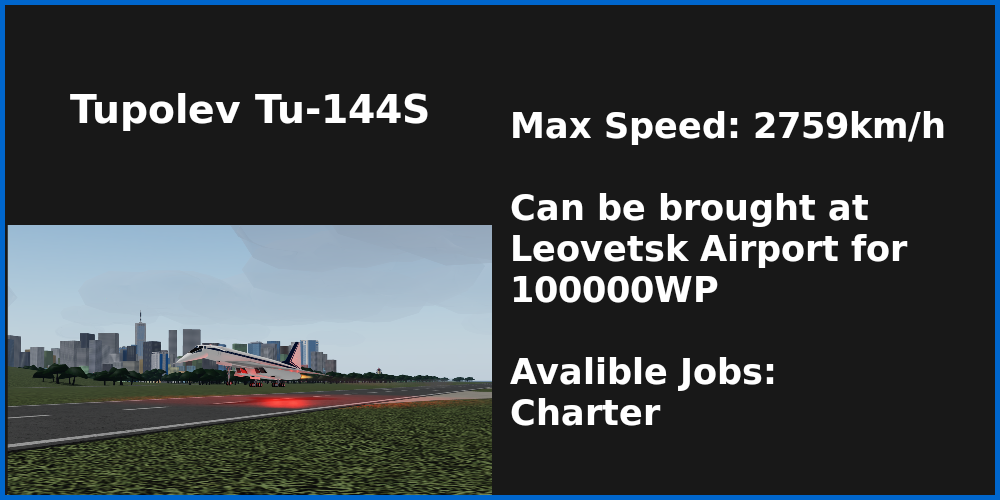 Tupolev Tu-144S
Max Speed: 2759km/h
Can be brought at
Leovetsk Airport for
100000WP
Avalible Jobs:
Charter